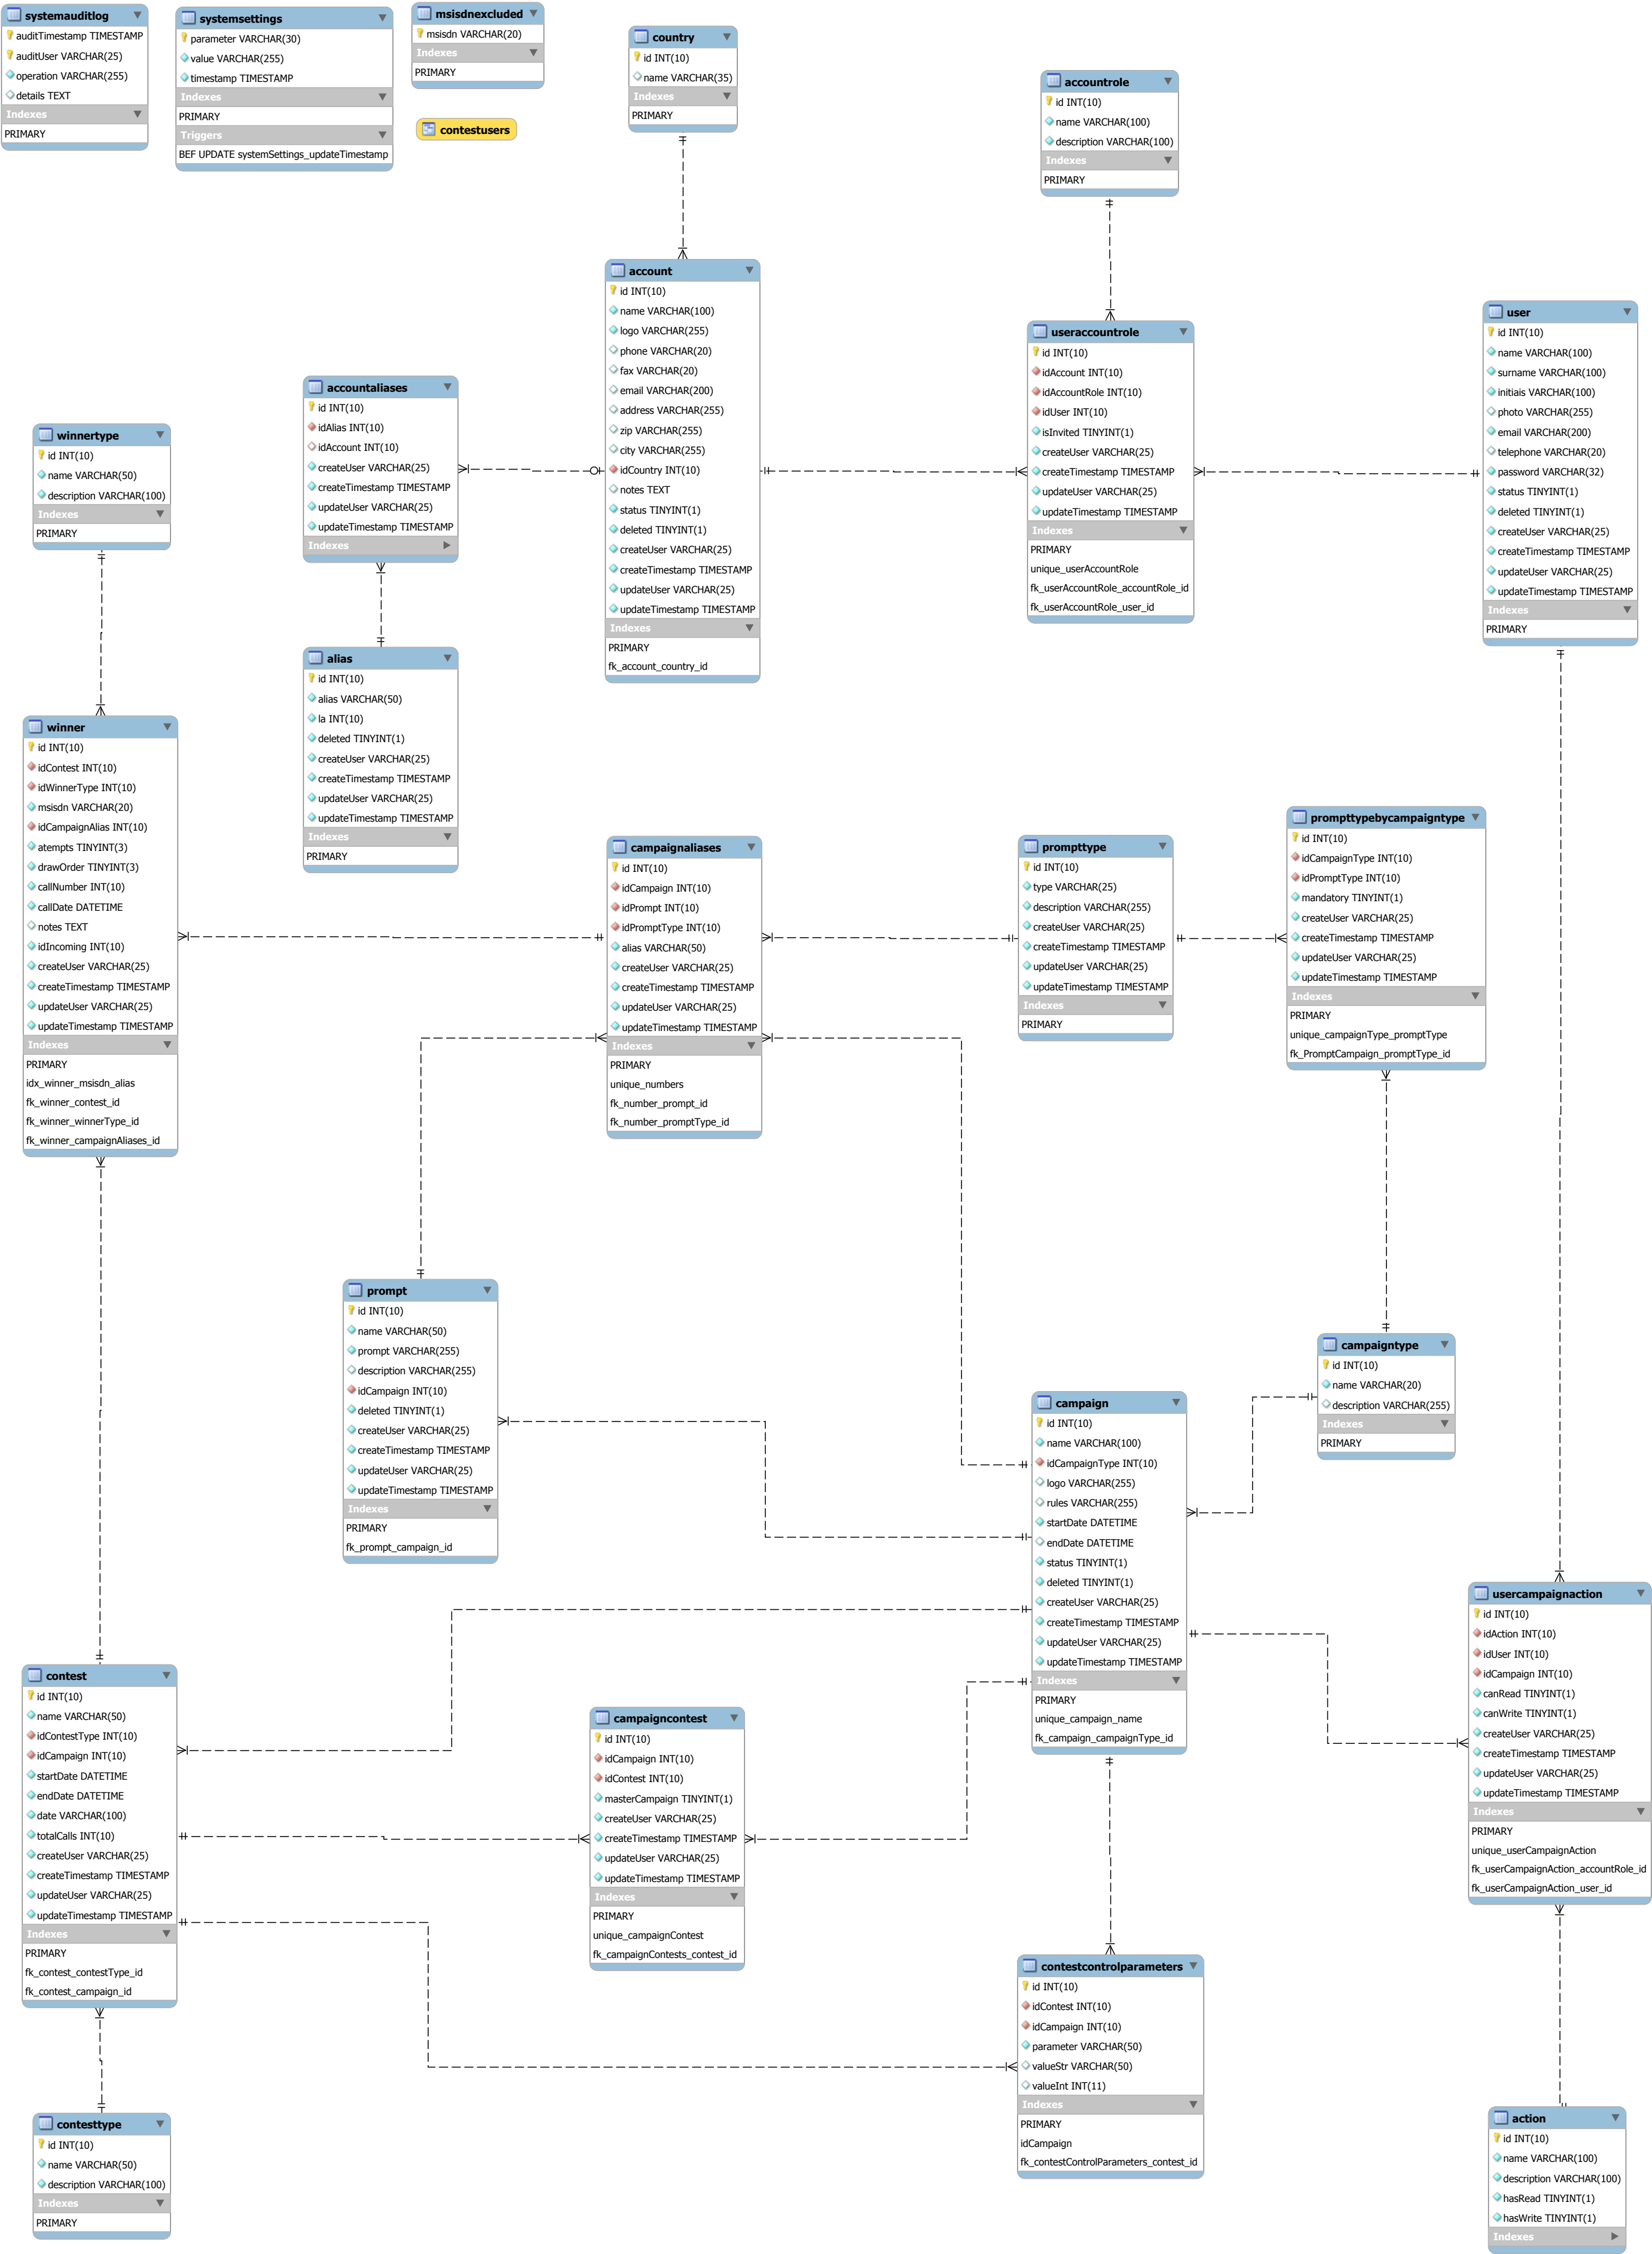 systemauditlog
auditTimestamp TIMESTAMP
auditUser VARCHAR(25)
operation VARCHAR(255)
details TEXT
Indexes
PRIMARY
systemsettings
parameter VARCHAR(30)
value VARCHAR(255)
timestamp TIMESTAMP
Indexes
PRIMARY
Triggers
BEF UPDATE systemSettings_updateTimestamp
msisdnexcluded
msisdn VARCHAR(20)
Indexes
PRIMARY
contestusers
country
id INT(10)
name VARCHAR(35)
Indexes
PRIMARY
accountrole
id INT(10)
name VARCHAR(100)
description VARCHAR(100)
Indexes
PRIMARY
account
id INT(10)
name VARCHAR(100)
logo VARCHAR(255)
phone VARCHAR(20)
fax VARCHAR(20)
email VARCHAR(200)
address VARCHAR(255)
zip VARCHAR(255)
city VARCHAR(255)
idCountry INT(10)
notes TEXT
status TINYINT(1)
deleted TINYINT(1)
createUser VARCHAR(25)
createTimestamp TIMESTAMP
updateUser VARCHAR(25)
updateTimestamp TIMESTAMP
Indexes
PRIMARY
fk_account_country_id
useraccountrole
id INT(10)
idAccount INT(10)
idAccountRole INT(10)
idUser INT(10)
isInvited TINYINT(1)
createUser VARCHAR(25)
createTimestamp TIMESTAMP
updateUser VARCHAR(25)
updateTimestamp TIMESTAMP
Indexes
PRIMARY
unique_userAccountRole
fk_userAccountRole_accountRole_id
fk_userAccountRole_user_id
user
id INT(10)
name VARCHAR(100)
surname VARCHAR(100)
initiais VARCHAR(100)
photo VARCHAR(255)
email VARCHAR(200)
telephone VARCHAR(20)
password VARCHAR(32)
status TINYINT(1)
deleted TINYINT(1)
createUser VARCHAR(25)
createTimestamp TIMESTAMP
updateUser VARCHAR(25)
updateTimestamp TIMESTAMP
Indexes
PRIMARY
accountaliases
id INT(10)
idAlias INT(10)
idAccount INT(10)
createUser VARCHAR(25)
createTimestamp TIMESTAMP
updateUser VARCHAR(25)
updateTimestamp TIMESTAMP
Indexes
winnertype
id INT(10)
name VARCHAR(50)
description VARCHAR(100)
Indexes
PRIMARY
alias
id INT(10)
alias VARCHAR(50)
la INT(10)
deleted TINYINT(1)
createUser VARCHAR(25)
createTimestamp TIMESTAMP
updateUser VARCHAR(25)
updateTimestamp TIMESTAMP
Indexes
PRIMARY
winner
id INT(10)
idContest INT(10)
idWinnerType INT(10)
msisdn VARCHAR(20)
idCampaignAlias INT(10)
atempts TINYINT(3)
drawOrder TINYINT(3)
callNumber INT(10)
callDate DATETIME
notes TEXT
idIncoming INT(10)
createUser VARCHAR(25)
createTimestamp TIMESTAMP
updateUser VARCHAR(25)
updateTimestamp TIMESTAMP
Indexes
PRIMARY
idx_winner_msisdn_alias
fk_winner_contest_id
fk_winner_winnerType_id
fk_winner_campaignAliases_id
campaignaliases
id INT(10)
idCampaign INT(10)
idPrompt INT(10)
idPromptType INT(10)
alias VARCHAR(50)
createUser VARCHAR(25)
createTimestamp TIMESTAMP
updateUser VARCHAR(25)
updateTimestamp TIMESTAMP
Indexes
PRIMARY
unique_numbers
fk_number_prompt_id
fk_number_promptType_id
prompttype
id INT(10)
type VARCHAR(25)
description VARCHAR(255)
createUser VARCHAR(25)
createTimestamp TIMESTAMP
updateUser VARCHAR(25)
updateTimestamp TIMESTAMP
Indexes
PRIMARY
prompttypebycampaigntype
id INT(10)
idCampaignType INT(10)
idPromptType INT(10)
mandatory TINYINT(1)
createUser VARCHAR(25)
createTimestamp TIMESTAMP
updateUser VARCHAR(25)
updateTimestamp TIMESTAMP
Indexes
PRIMARY
unique_campaignType_promptType
fk_PromptCampaign_promptType_id
prompt
id INT(10)
name VARCHAR(50)
prompt VARCHAR(255)
description VARCHAR(255)
idCampaign INT(10)
deleted TINYINT(1)
createUser VARCHAR(25)
createTimestamp TIMESTAMP
updateUser VARCHAR(25)
updateTimestamp TIMESTAMP
Indexes
PRIMARY
fk_prompt_campaign_id
campaigntype
id INT(10)
name VARCHAR(20)
description VARCHAR(255)
Indexes
PRIMARY
campaign
id INT(10)
name VARCHAR(100)
idCampaignType INT(10)
logo VARCHAR(255)
rules VARCHAR(255)
startDate DATETIME
endDate DATETIME
status TINYINT(1)
deleted TINYINT(1)
createUser VARCHAR(25)
createTimestamp TIMESTAMP
updateUser VARCHAR(25)
updateTimestamp TIMESTAMP
Indexes
PRIMARY
unique_campaign_name
fk_campaign_campaignType_id
usercampaignaction
id INT(10)
idAction INT(10)
idUser INT(10)
idCampaign INT(10)
canRead TINYINT(1)
canWrite TINYINT(1)
createUser VARCHAR(25)
createTimestamp TIMESTAMP
updateUser VARCHAR(25)
updateTimestamp TIMESTAMP
Indexes
PRIMARY
unique_userCampaignAction
fk_userCampaignAction_accountRole_id
fk_userCampaignAction_user_id
contest
id INT(10)
name VARCHAR(50)
idContestType INT(10)
idCampaign INT(10)
startDate DATETIME
endDate DATETIME
date VARCHAR(100)
totalCalls INT(10)
createUser VARCHAR(25)
createTimestamp TIMESTAMP
updateUser VARCHAR(25)
updateTimestamp TIMESTAMP
Indexes
PRIMARY
fk_contest_contestType_id
fk_contest_campaign_id
campaigncontest
id INT(10)
idCampaign INT(10)
idContest INT(10)
masterCampaign TINYINT(1)
createUser VARCHAR(25)
createTimestamp TIMESTAMP
updateUser VARCHAR(25)
updateTimestamp TIMESTAMP
Indexes
PRIMARY
unique_campaignContest
fk_campaignContests_contest_id
contestcontrolparameters
id INT(10)
idContest INT(10)
idCampaign INT(10)
parameter VARCHAR(50)
valueStr VARCHAR(50)
valueInt INT(11)
Indexes
PRIMARY
idCampaign
fk_contestControlParameters_contest_id
contesttype
id INT(10)
name VARCHAR(50)
description VARCHAR(100)
Indexes
PRIMARY
action
id INT(10)
name VARCHAR(100)
description VARCHAR(100)
hasRead TINYINT(1)
hasWrite TINYINT(1)
Indexes